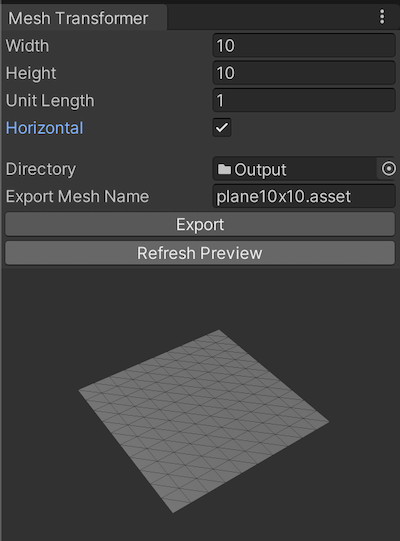 Mesh Transformer
Width 10
Height 10
Unit Length 1
Horizontal
Directory Output
Export Mesh Name plane10x10.asset
Export
Refresh Preview